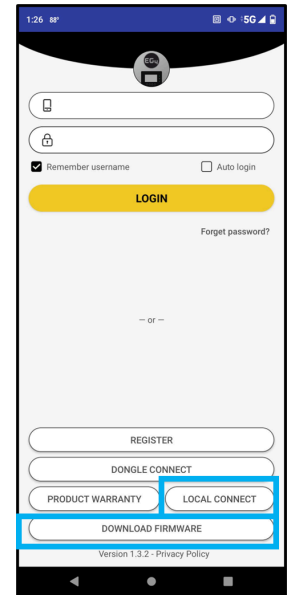 1:26 88° 5G
EG4
Remember username Auto login
LOGIN
Forget password?
— or —
REGISTER
DONGLE CONNECT
PRODUCT WARRANTY LOCAL CONNECT
DOWNLOAD FIRMWARE
Version 1.3.2 - Privacy Policy